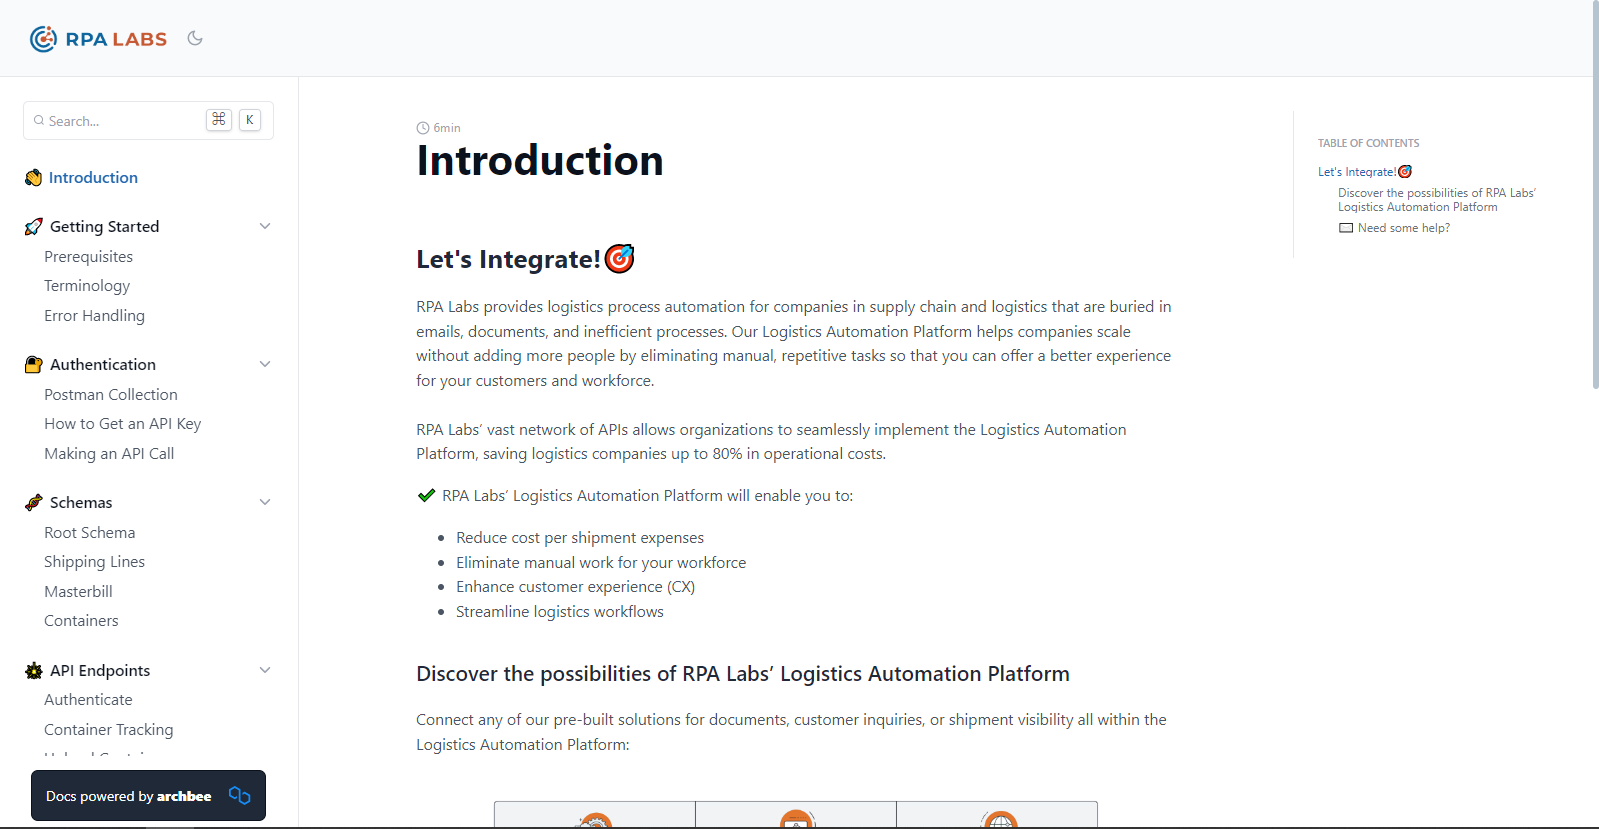 RPA LABS
Search...
⌘ K
Introduction
Getting Started
Prerequisites
Terminology
Error Handling
Authentication
Postman Collection
How to Get an API Key
Making an API Call
Schemas
Root Schema
Shipping Lines
Masterbill
Containers
API Endpoints
Authenticate
Container Tracking
Docs powered by archbee
6min
Introduction
Let's Integrate!
RPA Labs provides logistics process automation for companies in supply chain and logistics that are buried in
emails, documents, and inefficient processes. Our Logistics Automation Platform helps companies scale
without adding more people by eliminating manual, repetitive tasks so that you can offer a better experience
for your customers and workforce.
RPA Labs’ vast network of APIs allows organizations to seamlessly implement the Logistics Automation
Platform, saving logistics companies up to 80% in operational costs.
✔ RPA Labs’ Logistics Automation Platform will enable you to:
• Reduce cost per shipment expenses
• Eliminate manual work for your workforce
• Enhance customer experience (CX)
• Streamline logistics workflows
Discover the possibilities of RPA Labs’ Logistics Automation Platform
Connect any of our pre-built solutions for documents, customer inquiries, or shipment visibility all within the
Logistics Automation Platform:
TABLE OF CONTENTS
Let's Integrate!
Discover the possibilities of RPA Labs’
Logistics Automation Platform
Need some help?